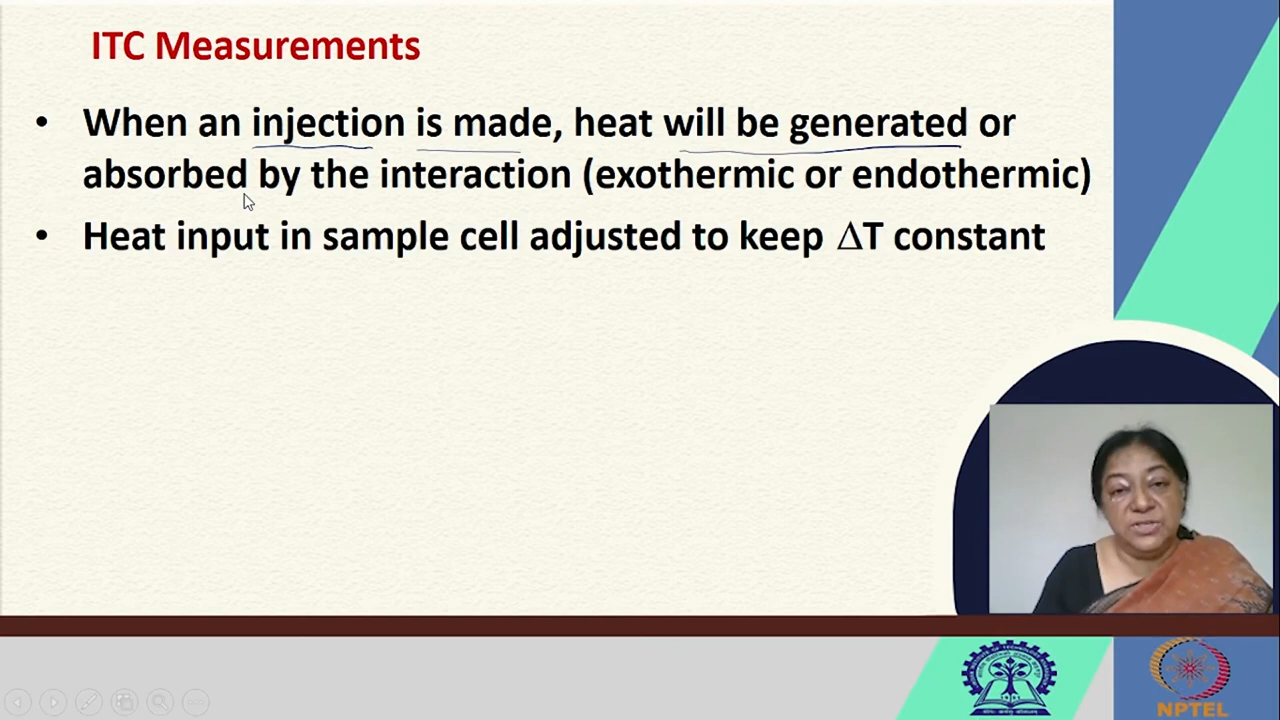 ITC Measurements
• When an injection is made, heat will be generated or
absorbed by the interaction (exothermic or endothermic)
• Heat input in sample cell adjusted to keep ΔT constant
NPTEL